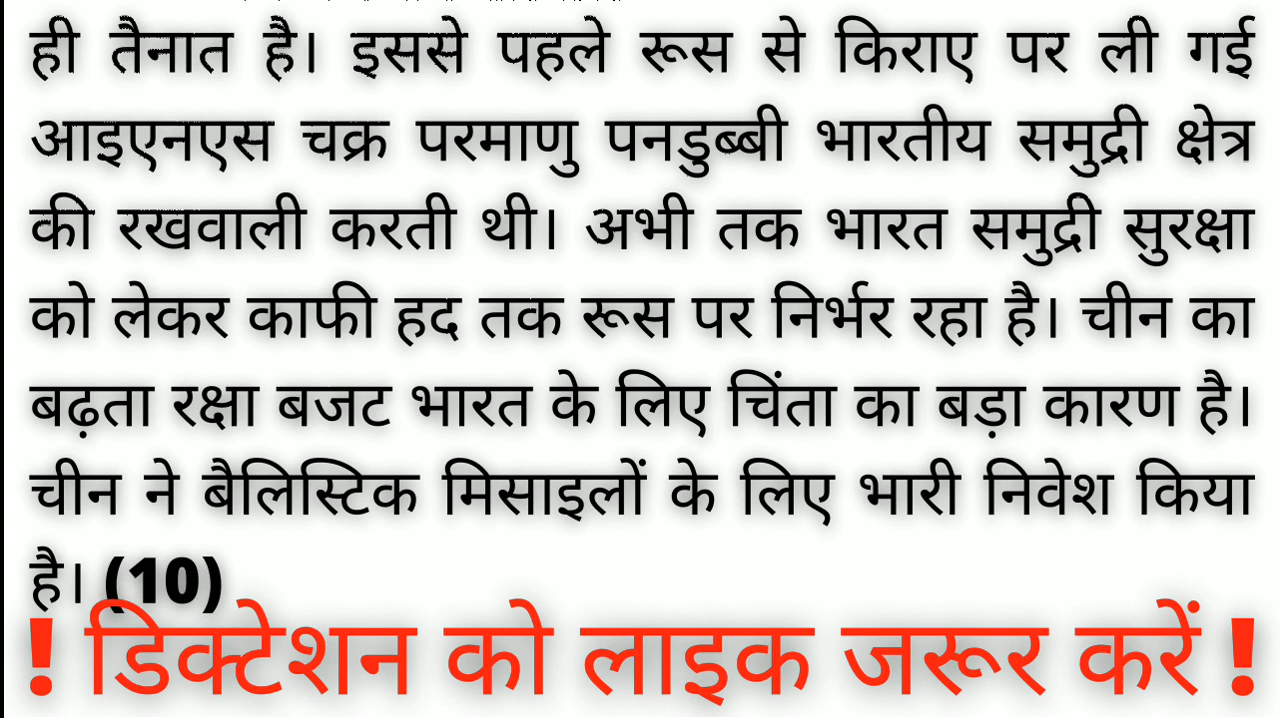 ही तैनात है। इससे पहले रूस से किराए पर ली गई
आइएनएस चक्र परमाणु पनडुब्बी भारतीय समुद्री क्षेत्र
की रखवाली करती थी। अभी तक भारत समुद्री सुरक्षा
को लेकर काफी हद तक रूस पर निर्भर रहा है। चीन का
बढ़ता रक्षा बजट भारत के लिए चिंता का बड़ा कारण है।
चीन ने बैलिस्टिक मिसाइलों के लिए भारी निवेश किया
है। (10)
! डिक्टेशन को लाइक जरूर करें !